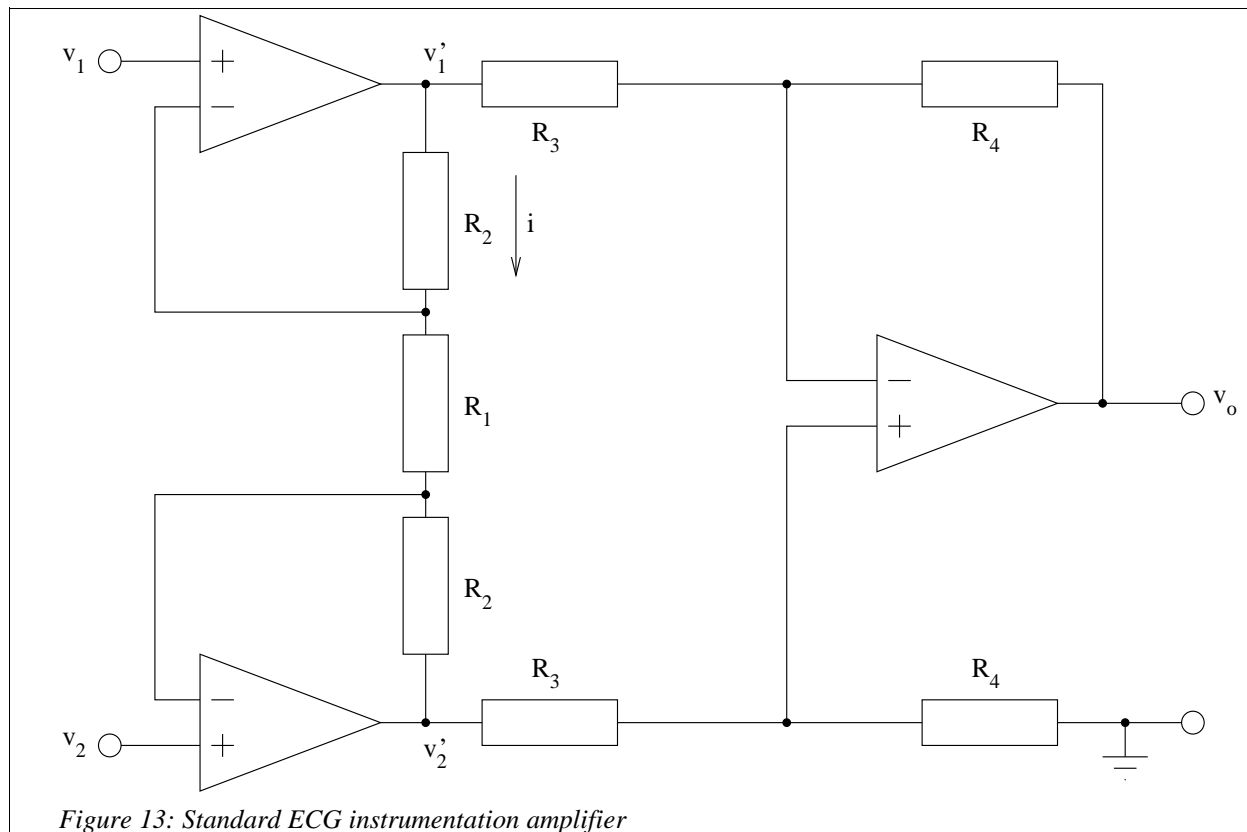 v1
+
−
v1'
R3
R4
R2
i
R1
−
+
vo
R2
R3
R4
−
+
v2
v2'
Figure 13: Standard ECG instrumentation amplifier